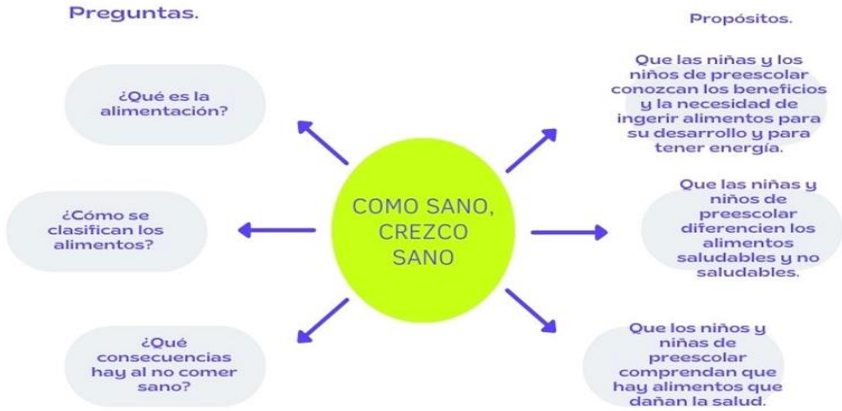 Preguntas.
¿Qué es la
alimentación?
¿Cómo se
clasifican los
alimentos?
¿Qué
consecuencias
hay al no comer
sano?
COMO SANO,
CREZCO
SANO
Propósitos.
Que las niñas y los
niños de preescolar
conozcan los beneficios
y la necesidad de
ingerir alimentos para
su desarrollo y para
tener energía.
Que las niñas y
niños de
preescolar
diferencien los
alimentos
saludables y no
saludables.
Que los niños y
niñas de
preescolar
comprendan que
hay alimentos que
dañan la salud.